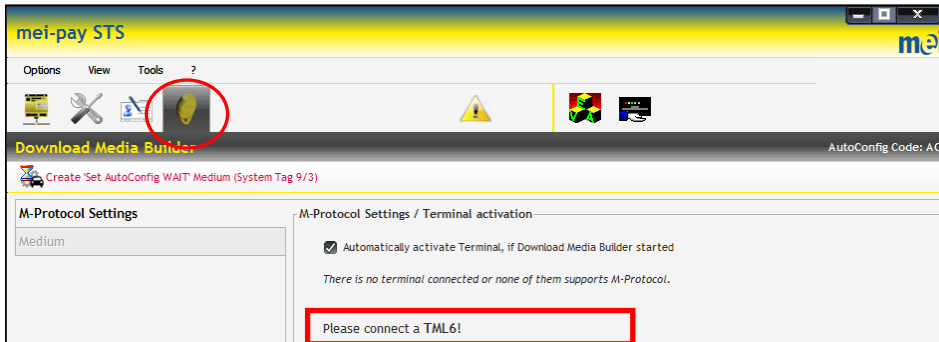 mei-pay STS
mei
Options View Tools ?
Download Media Builder
AutoConfig Code: AC
Create 'Set AutoConfig WAIT' Medium (System Tag 9/3)
M-Protocol Settings
Medium
M-Protocol Settings / Terminal activation
Automatically activate Terminal, if Download Media Builder started
There is no terminal connected or none of them supports M-Protocol.
Please connect a TML6!